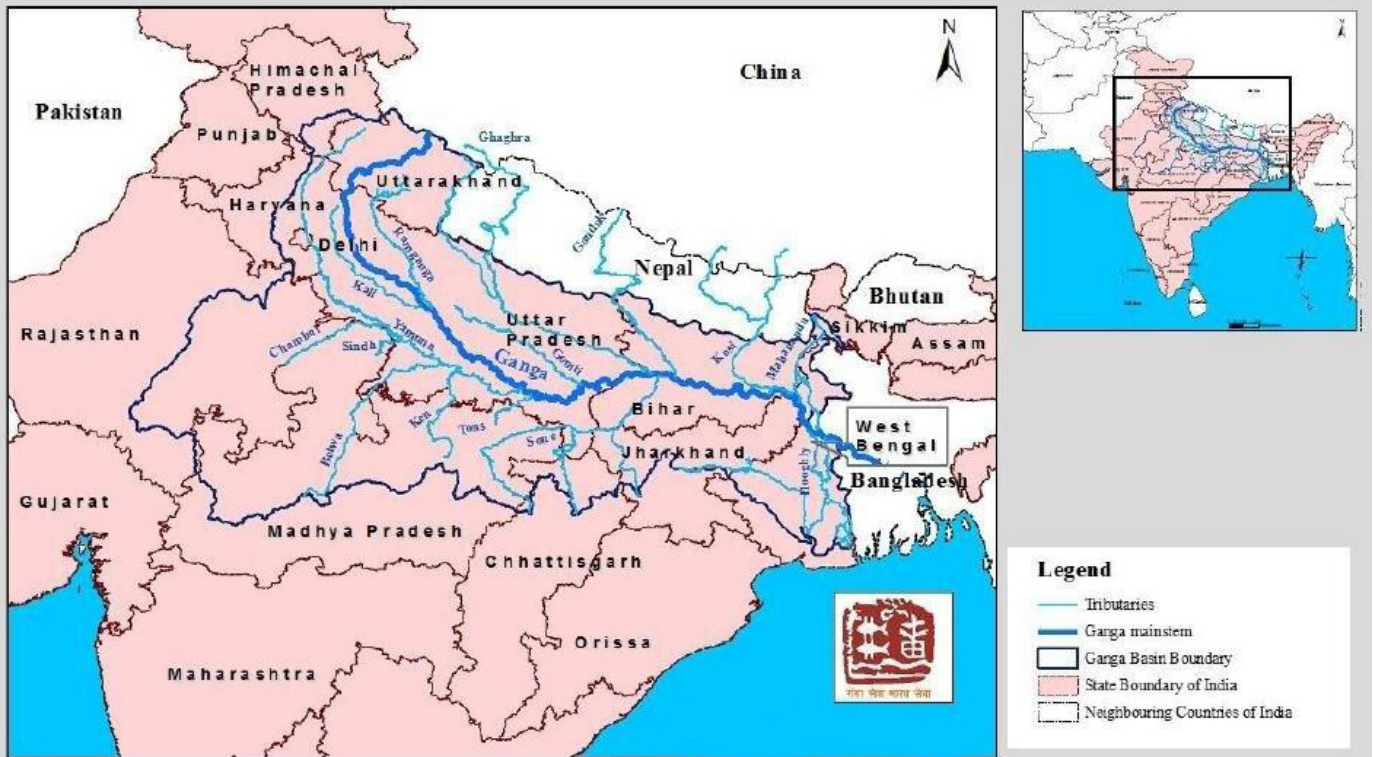 N
China
Himachal
Pradesh
Pakistan
Punjab
Ghaghra
Uttarakhand
Haryana
Delhi
Ramganga
Gandak
Nepal
Bhutan
Kali
Rajasthan
Chambal
Sindh
Yamuna
Uttar
Pradesh
Gomti
Ganga
Kosi
Mahananda
Sikkim
Assam
Betwa
Ken
Tons
Sone
Bihar
Jharkhand
West
Bengal
Hooghly
Bangladesh
Gujarat
Madhya Pradesh
Chhattisgarh
Orissa
Maharashtra
गंगा सेवा भारत सेवा
Legend
Tributaries
Ganga mainstem
Ganga Basin Boundary
State Boundary of India
Neighbouring Countries of India